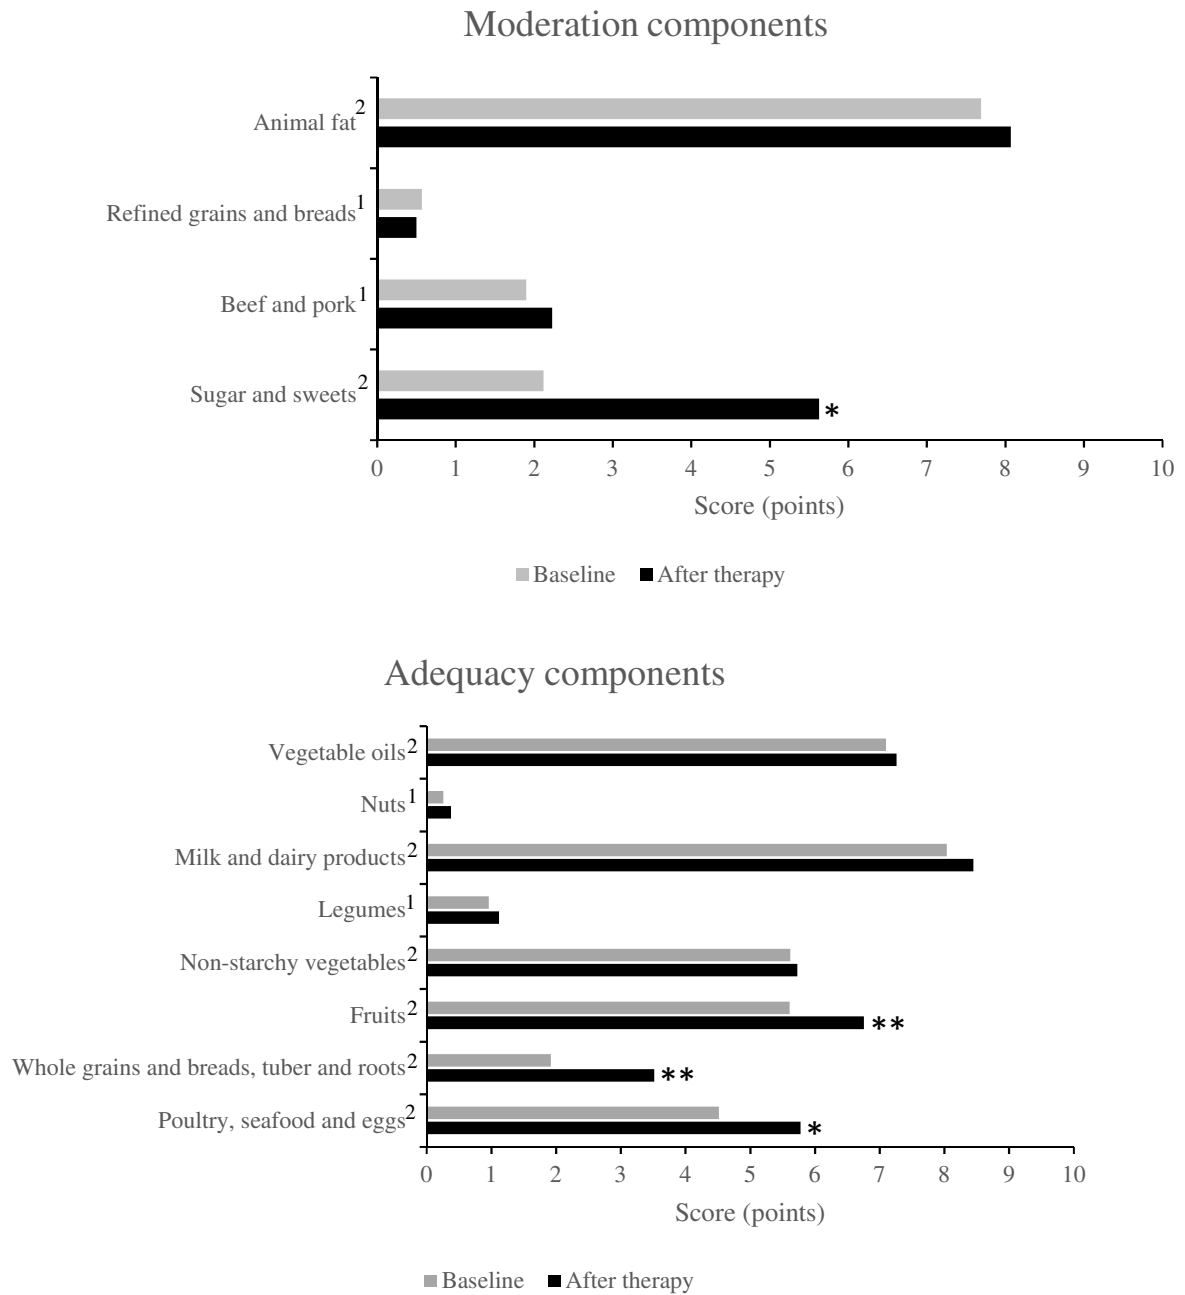 Moderation components
Animal fat2
Refined grains and breads1
Beef and pork1
Sugar and sweets2
*
0 1 2 3 4 5 6 7 8 9 10
Score (points)
Baseline After therapy
Adequacy components
Vegetable oils2
Nuts1
Milk and dairy products2
Legumes1
Non-starchy vegetables2
Fruits2
**
Whole grains and breads, tuber and roots2
**
Poultry, seafood and eggs2
*
0 1 2 3 4 5 6 7 8 9 10
Score (points)
Baseline After therapy